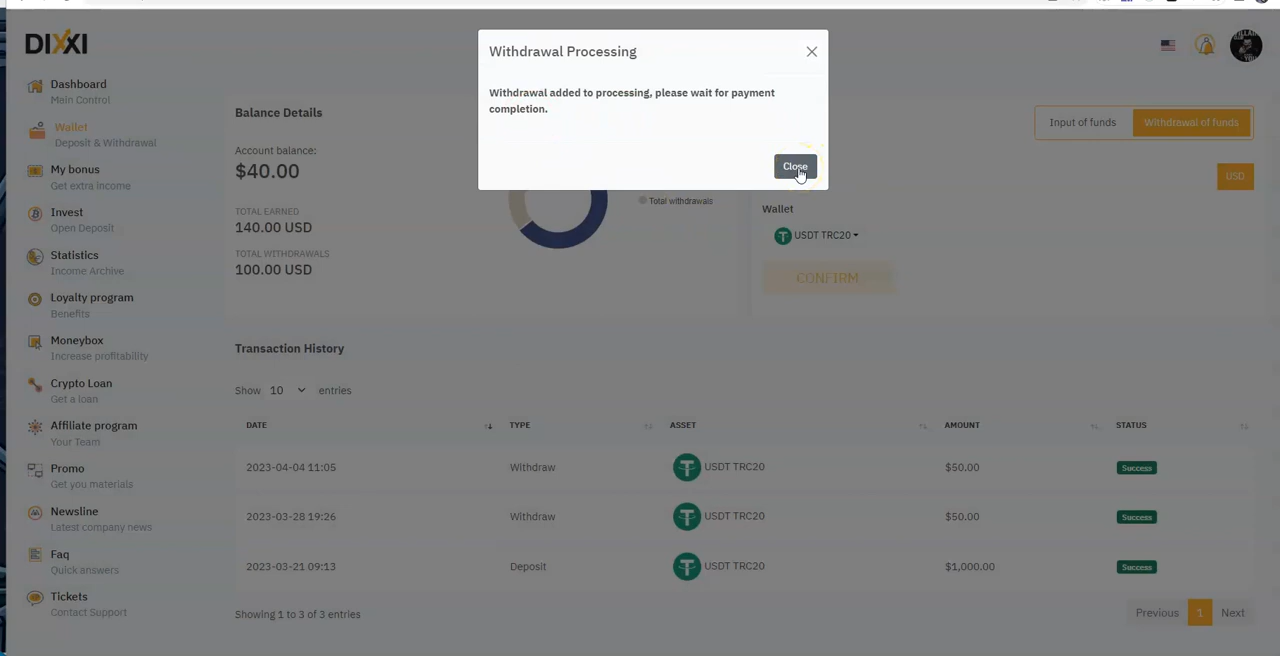 DIXXI
Withdrawal Processing
Withdrawal added to processing, please wait for payment
completion.
Close
Dashboard
Main Control
Wallet
Deposit & Withdrawal
My bonus
Get extra income
Invest
Open Deposit
Statistics
Income Archive
Loyalty program
Benefits
Moneybox
Increase profitability
Crypto Loan
Get a loan
Affiliate program
Your Team
Promo
Get you materials
Newsline
Latest company news
Faq
Quick answers
Tickets
Contact Support
Balance Details
Account balance:
$40.00
TOTAL EARNED
140.00 USD
TOTAL WITHDRAWALS
100.00 USD
Total withdrawals
Input of funds Withdrawal of funds
USD
Wallet
USDT TRC20
CONFIRM
Transaction History
Show 10 entries
DATE TYPE ASSET AMOUNT STATUS
2023-04-04 11:05 Withdraw USDT TRC20 $50.00 Success
2023-03-28 19:26 Withdraw USDT TRC20 $50.00 Success
2023-03-21 09:13 Deposit USDT TRC20 $1,000.00 Success
Showing 1 to 3 of 3 entries
Previous 1 Next